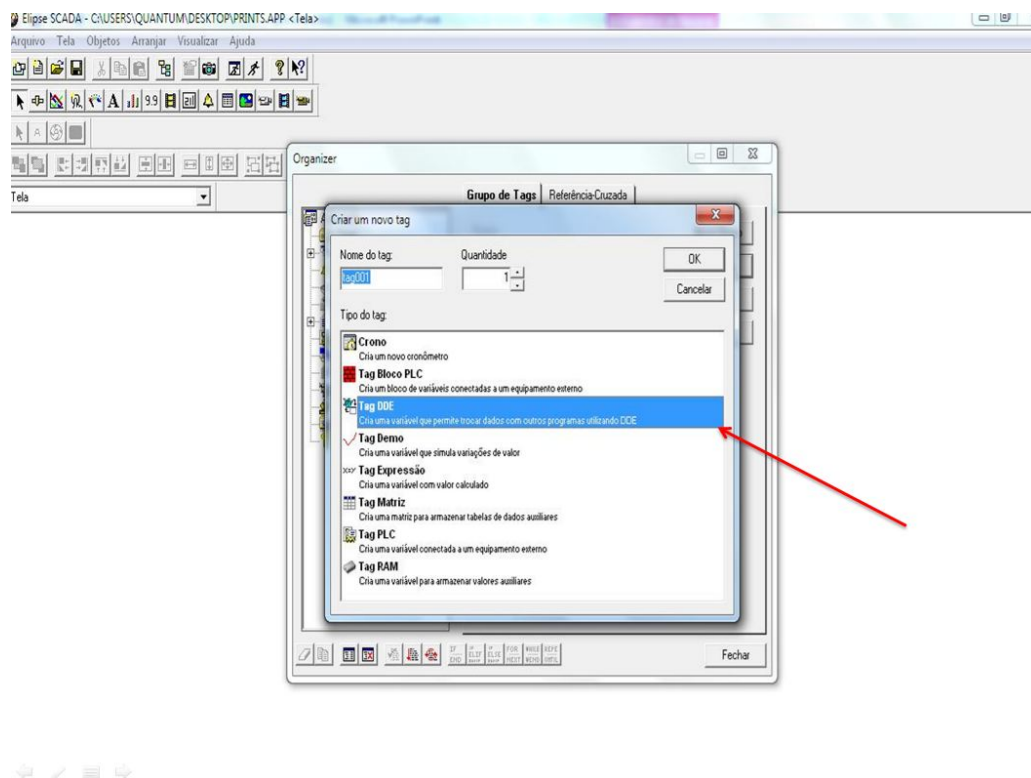 Elipse SCADA - C:\USERS\QUANTUM\DESKTOP\PRINTS.APP <Tela>
Arquivo Tela Objetos Arranjar Visualizar Ajuda
Tela
Organizer
Grupo de Tags Referência-Cruzada
Criar um novo tag
Nome do tag: Quantidade
tag001 1
OK
Cancelar
Tipo do tag:
Crono
Cria um novo cronômetro
Tag Bloco PLC
Cria um bloco de variáveis conectadas a um equipamento externo
Tag DDE
Cria uma variável que permite trocar dados com outros programas utilizando DDE
Tag Demo
Cria uma variável que simula variações de valor
Tag Expressão
Cria uma variável com valor calculado
Tag Matriz
Cria uma matriz para armazenar tabelas de dados auxiliares
Tag PLC
Cria uma variável conectada a um equipamento externo
Tag RAM
Cria uma variável para armazenar valores auxiliares
Fechar